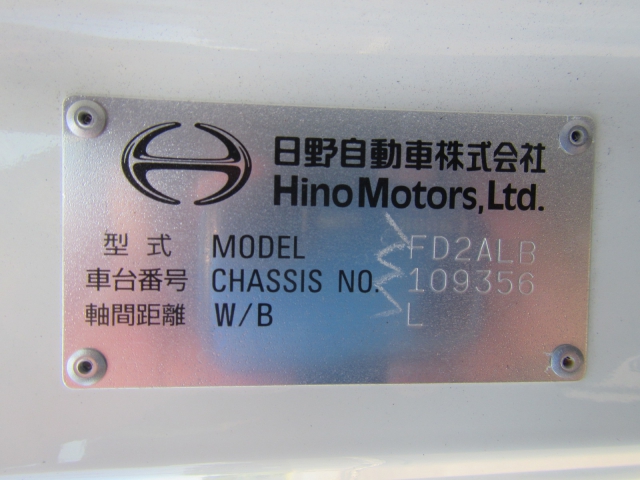 日野自動車株式会社
Hino Motors, Ltd.
型式 MODEL FD2ALB
車台番号 CHASSIS NO. 109356
軸間距離 W/B L